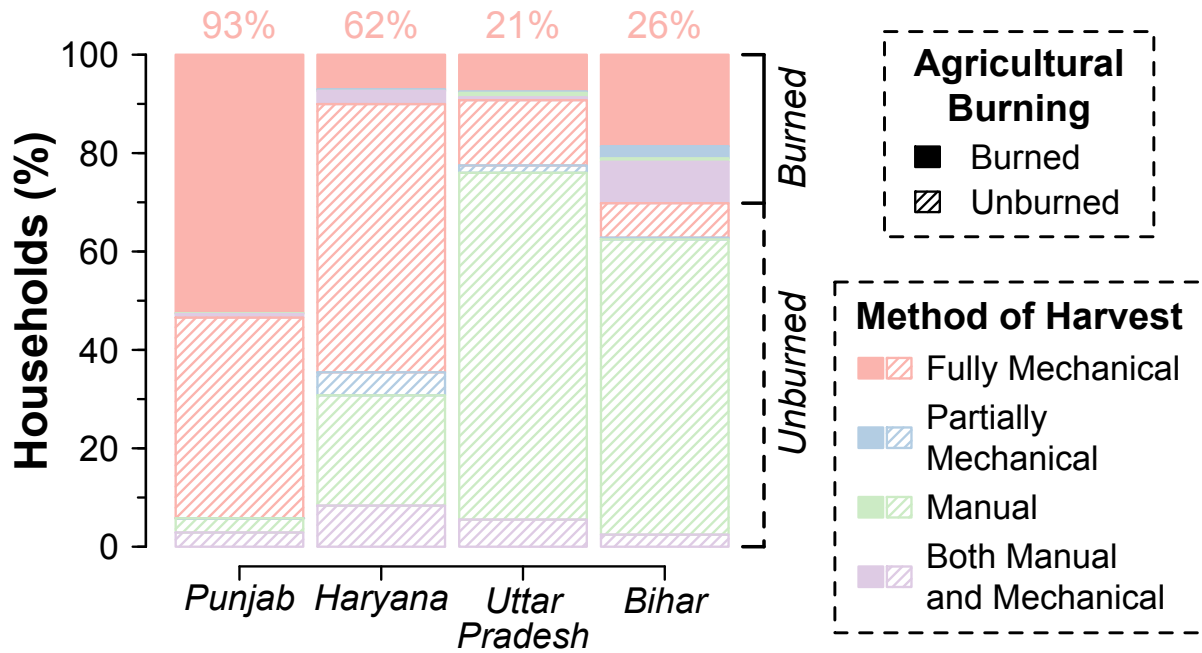 93% 62% 21% 26%
Households (%)
100
80
60
40
20
0
Punjab Haryana Uttar Pradesh Bihar
Burned
Unburned
Agricultural
Burning
Burned
Unburned
Method of Harvest
Fully Mechanical
Partially
Mechanical
Manual
Both Manual
and Mechanical